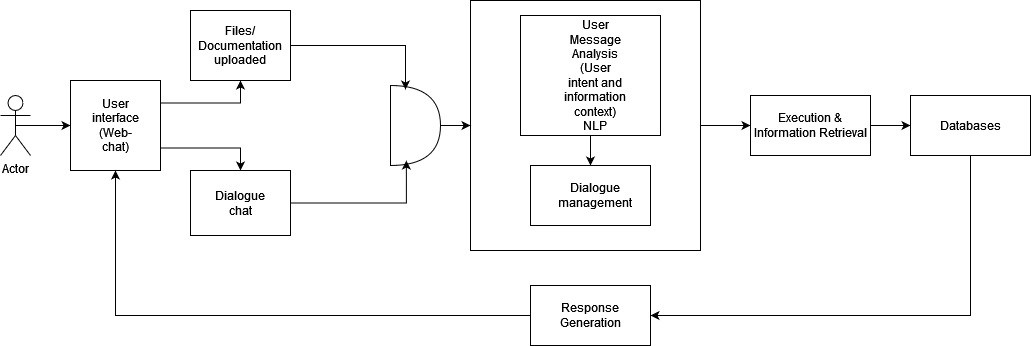 Files/
Documentation
uploaded
User
Message
Analysis
(User
intent and
information
context)
NLP
User
interface
(Web-
chat)
Actor
Execution &
Information Retrieval
Databases
Dialogue
chat
Dialogue
management
Response
Generation